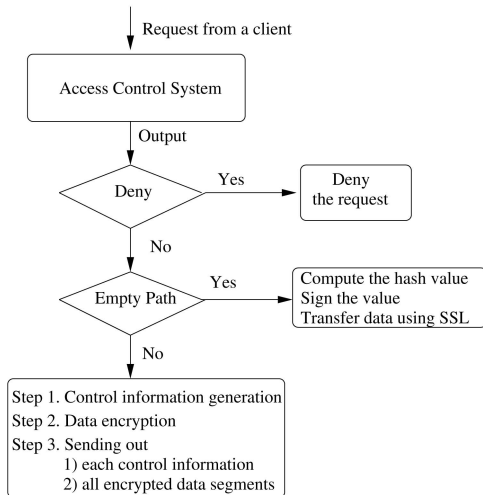 Request from a client
Access Control System
Output
Deny
Yes
Deny
the request
No
Empty Path
Yes
Compute the hash value
Sign the value
Transfer data using SSL
No
Step 1. Control information generation
Step 2. Data encryption
Step 3. Sending out
1) each control information
2) all encrypted data segments